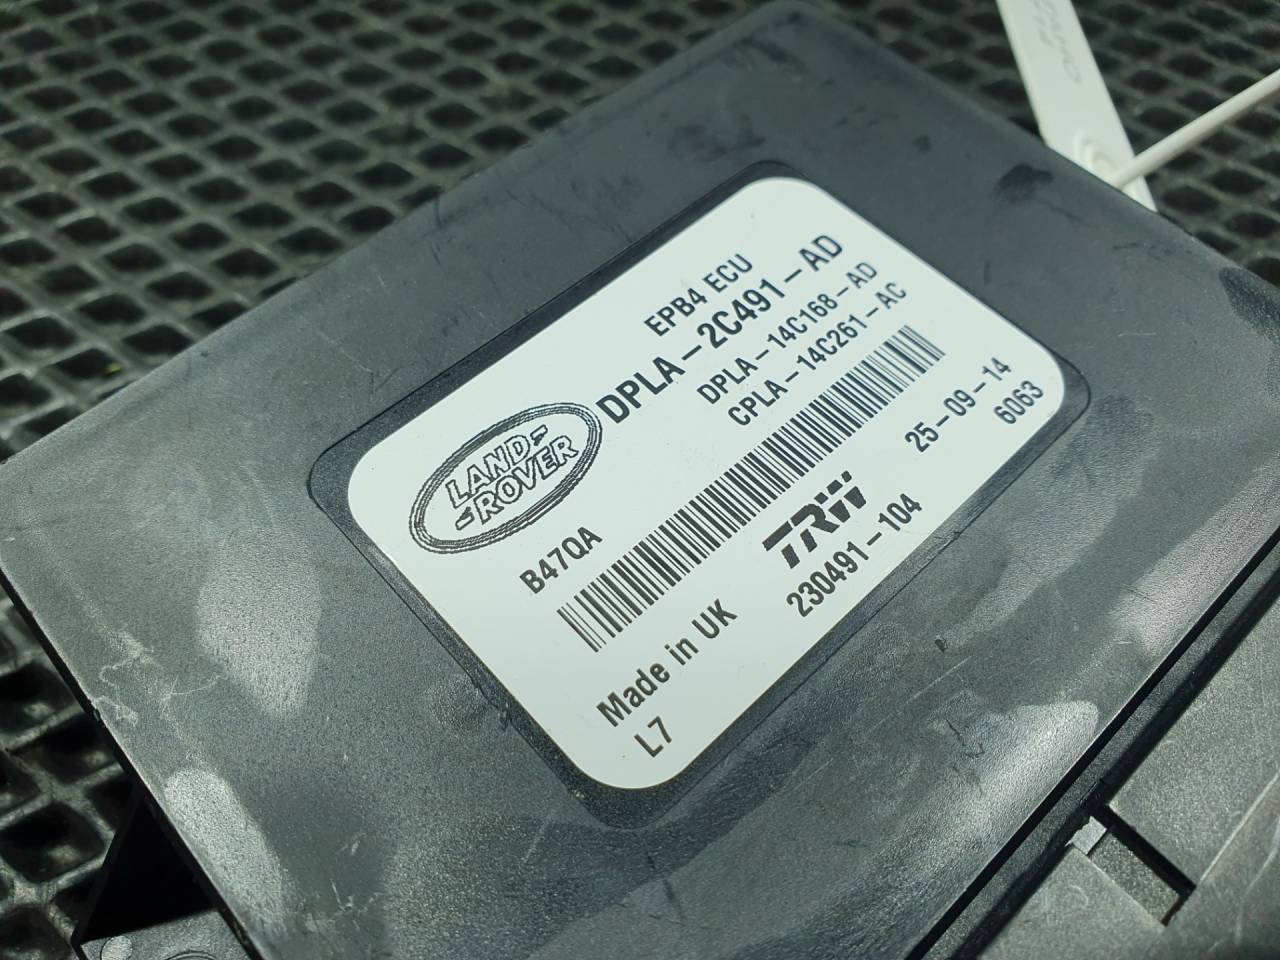 EPB4 ECU
DPLA-2C491-AD
DPLA-14C168-AD
CPLA-14C261-AC
LAND-
-ROVER
B47QA
25-09-14
6063
TRW
230491-104
Made in UK
L7